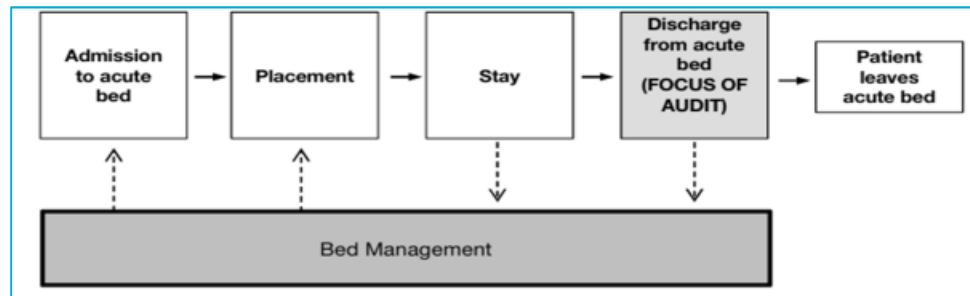 Admission
to acute
bed
Placement
Stay
Discharge
from acute
bed
(FOCUS OF
AUDIT)
Patient
leaves
acute bed
Bed Management